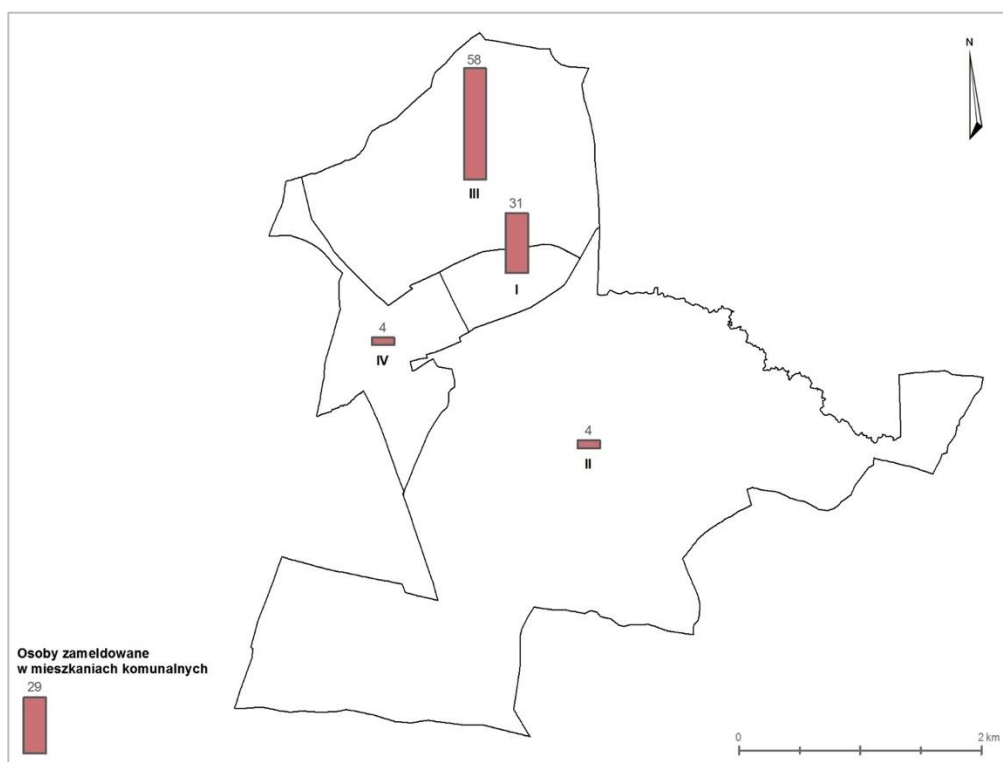 N
58
III
31
I
4
IV
4
II
Osoby zameldowane
w mieszkaniach komunalnych
29
0
2 km